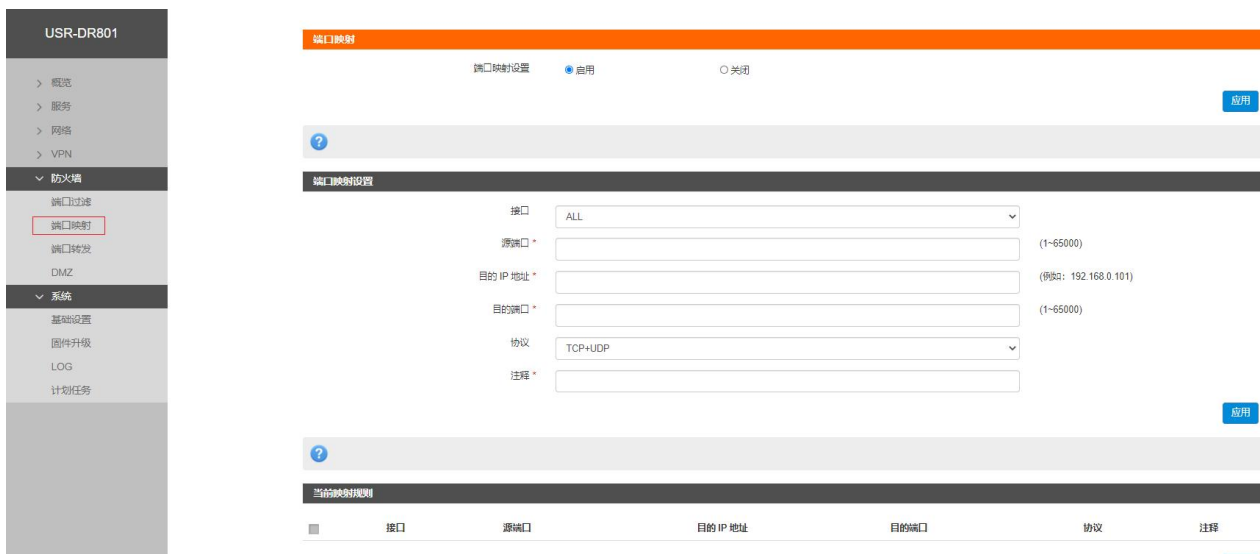 USR-DR801
概览
服务
网络
VPN
防火墙
端口过滤
端口映射
端口转发
DMZ
系统
基础设置
固件升级
LOG
计划任务
端口映射
端口映射设置 启用 关闭
应用
?
端口映射设置
接口 ALL
源端口 * (1~65000)
目的 IP 地址 * (例如：192.168.0.101)
目的端口 * (1~65000)
协议 TCP+UDP
注释 *
应用
?
当前映射规则
接口 源端口 目的 IP 地址 目的端口 协议 注释